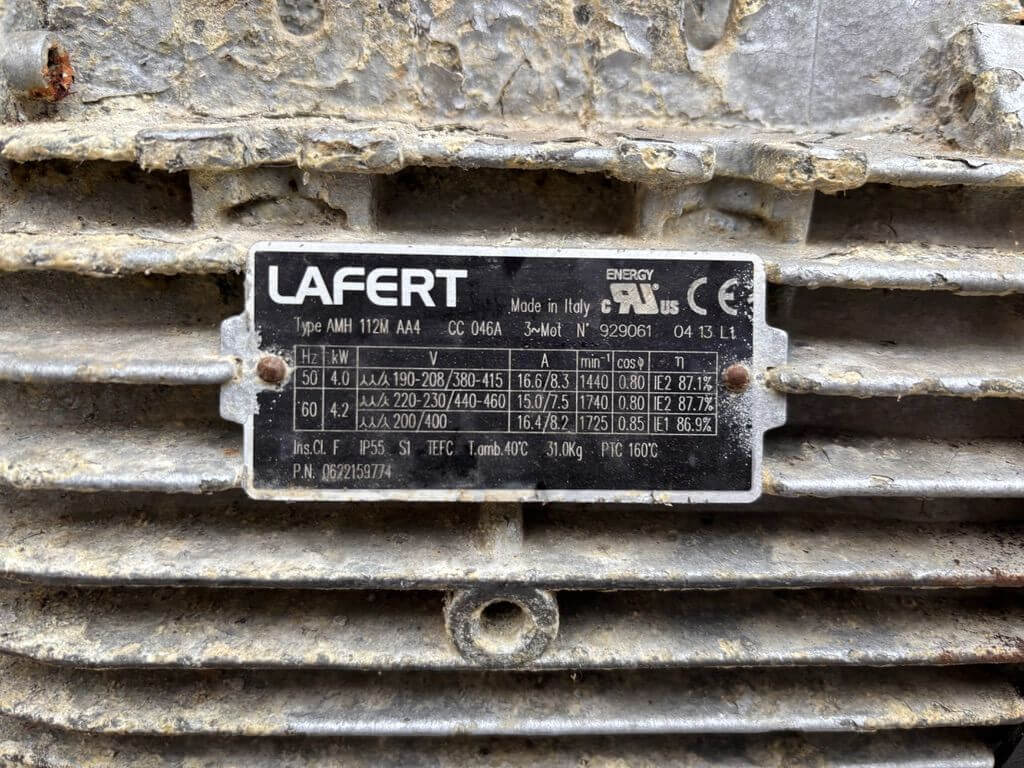 LAFERT
ENERGY
c RU us CE
Made in Italy
Type AMH 112M AA4 CC 046A 3~Mot N° 929061 04 13 L1
Hz kW V A min⁻¹ cosφ η
50 4.0 ⅄⅄/⅄ 190-208/380-415 16.6/8.3 1440 0.80 IE2 87.1%
60 4.2 ⅄⅄/⅄ 220-230/440-460 15.0/7.5 1740 0.80 IE2 87.7%
⅄⅄/⅄ 200/400 16.4/8.2 1725 0.85 IE1 86.9%
Ins.Cl. F IP55 S1 TEFC T.amb.40°C 31.0Kg PTC 160°C
P.N. 0622159774